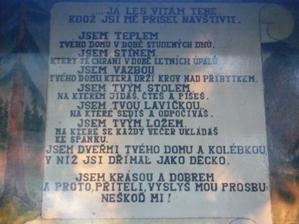 ....JÁ LES VÍTÁM TEBE
KDOŽ JSI MĚ PŘIŠEL NAVŠTÍVIT.
JSEM TEPLEM
TVÉHO DOMU V DOBĚ STUDENÝCH DNŮ.
JSEM STÍNEM
KTERÝ TĚ CHRÁNÍ V DOBĚ LETNÍCH ÚPALŮ
JSEM VAZBOU
TVÉHO DOMU KTERÁ DRŽÍ KROV NAD PŘÍBYTKEM.
JSEM TVÝM STOLEM
NA KTERÉM JÍDÁŠ, ČTEŠ A PÍŠEŠ.
JSEM TVOU LAVIČKOU,
NA KTERÉ SEDÍŠ A ODPOČÍVÁŠ.
JSEM TVÝM LOŽEM
NA KTERÉ SE KAŽDÝ VEČER UKLÁDÁŠ
KE SPÁNKU.
JSEM DVEŘMI TVÉHO DOMU A KOLÉBKOU
V NÍŽ JSI DŘÍMAL JAKO DĚCKO.
JSEM KRÁSOU A DOBREM
A PROTO, PŘÍTELI, VYSLYŠ MOU PROSBU
NEŠKOĎ MI!